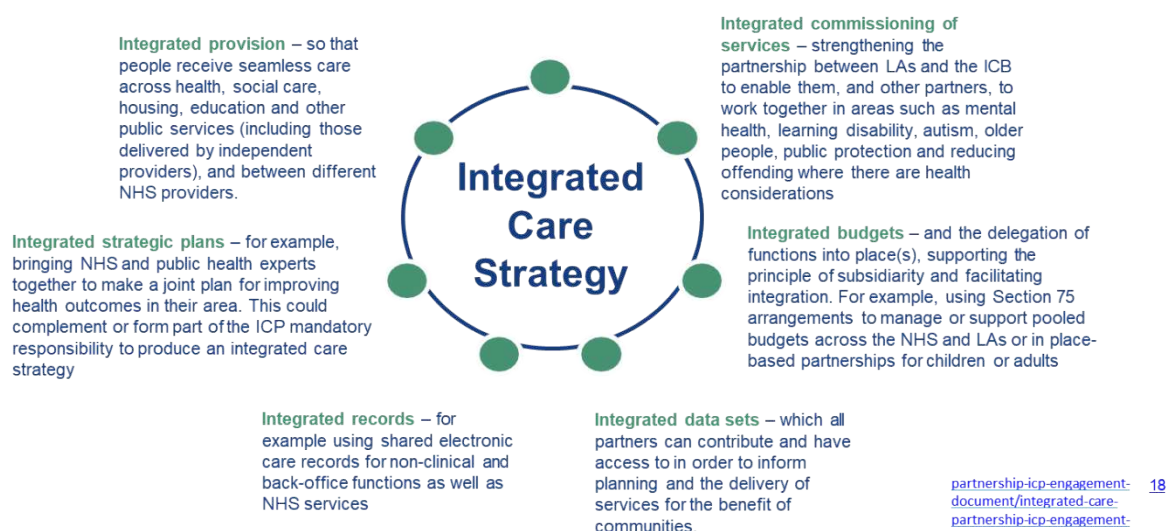 Integrated provision – so that
people receive seamless care
across health, social care,
housing, education and other
public services (including those
delivered by independent
providers), and between different
NHS providers.
Integrated commissioning of
services – strengthening the
partnership between LAs and the ICB
to enable them, and other partners, to
work together in areas such as mental
health, learning disability, autism, older
people, public protection and reducing
offending where there are health
considerations
Integrated
Care
Strategy
Integrated strategic plans – for example,
bringing NHS and public health experts
together to make a joint plan for improving
health outcomes in their area. This could
complement or form part of the ICP mandatory
responsibility to produce an integrated care
strategy
Integrated budgets – and the delegation of
functions into place(s), supporting the
principle of subsidiarity and facilitating
integration. For example, using Section 75
arrangements to manage or support pooled
budgets across the NHS and LAs or in place-
based partnerships for children or adults
Integrated records – for
example using shared electronic
care records for non-clinical and
back-office functions as well as
NHS services
Integrated data sets – which all
partners can contribute and have
access to in order to inform
planning and the delivery of
services for the benefit of
communities
partnership-icp-engagement-
document/integrated-care-
partnership-icp-engagement-
18